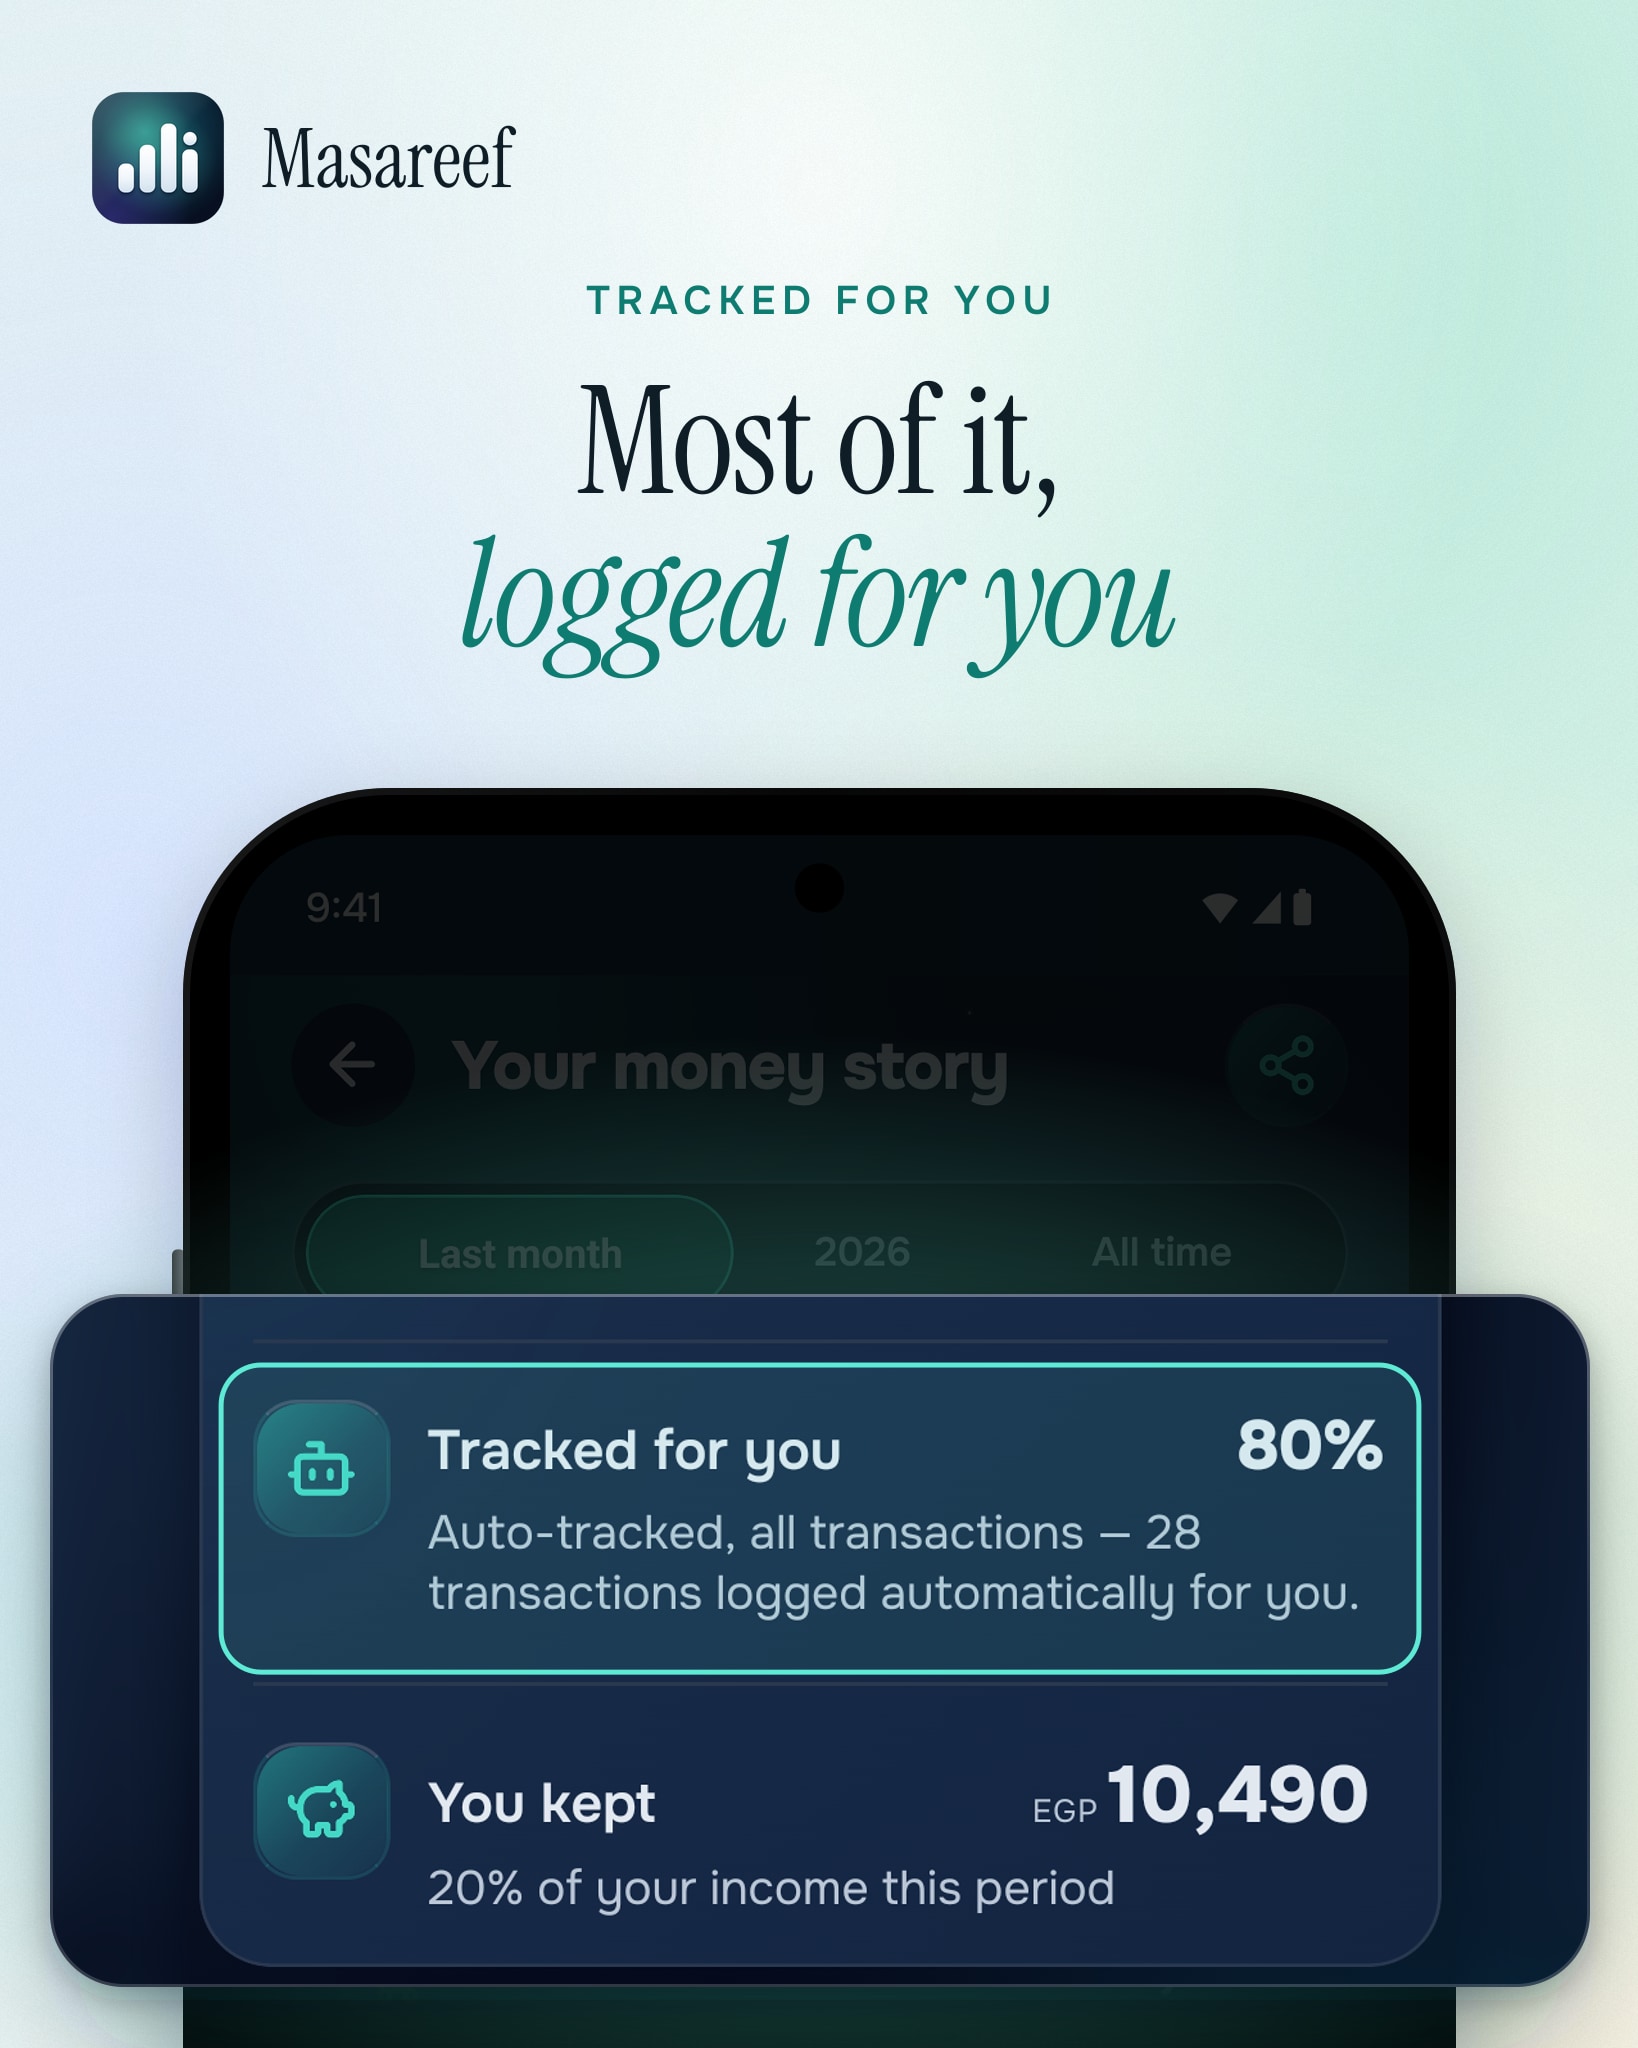 Masareef
TRACKED FOR YOU
Most of it,
logged for you
9:41
Your money story
Last month 2026 All time
Tracked for you 80%
Auto-tracked, all transactions — 28
transactions logged automatically for you.
You kept EGP 10,490
20% of your income this period